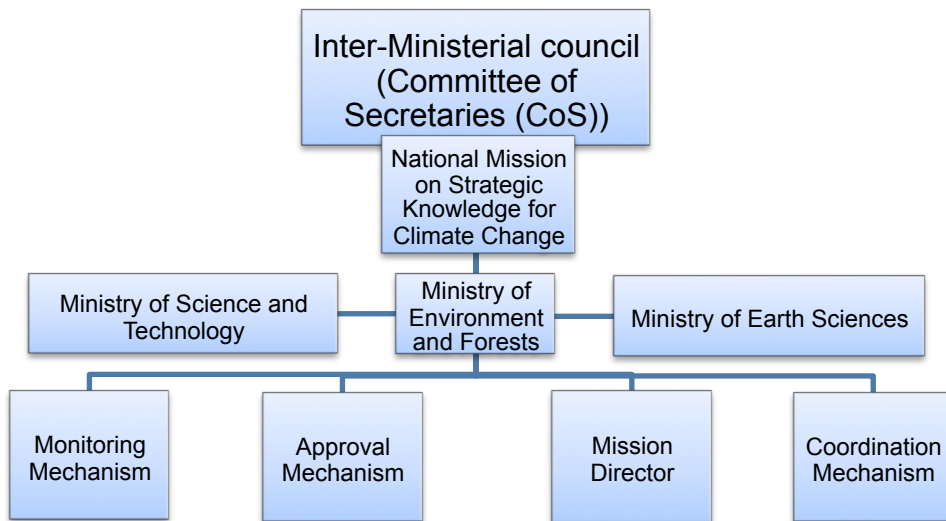 Inter-Ministerial council
(Committee of
Secretaries (CoS))
National Mission
on Strategic
Knowledge for
Climate Change
Ministry of Science and
Technology
Ministry of
Environment
and Forests
Ministry of Earth Sciences
Monitoring
Mechanism
Approval
Mechanism
Mission
Director
Coordination
Mechanism